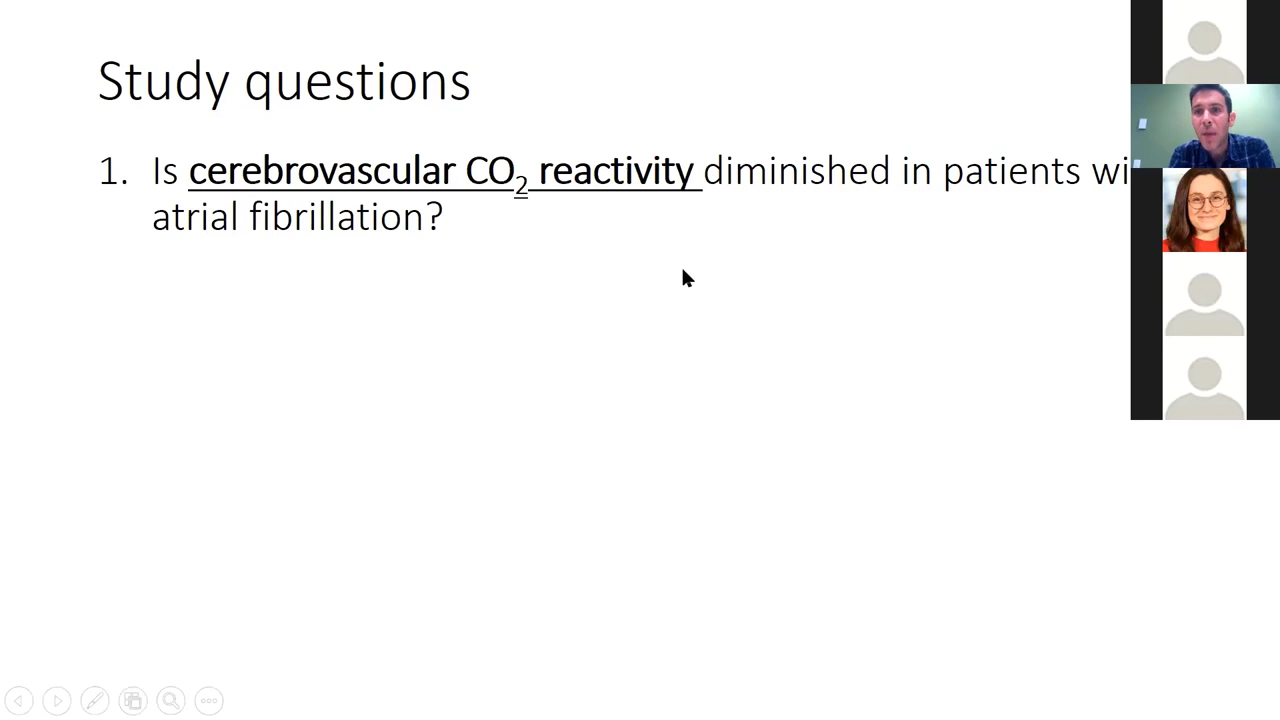 Study questions
1. Is cerebrovascular CO₂ reactivity diminished in patients wi
atrial fibrillation?